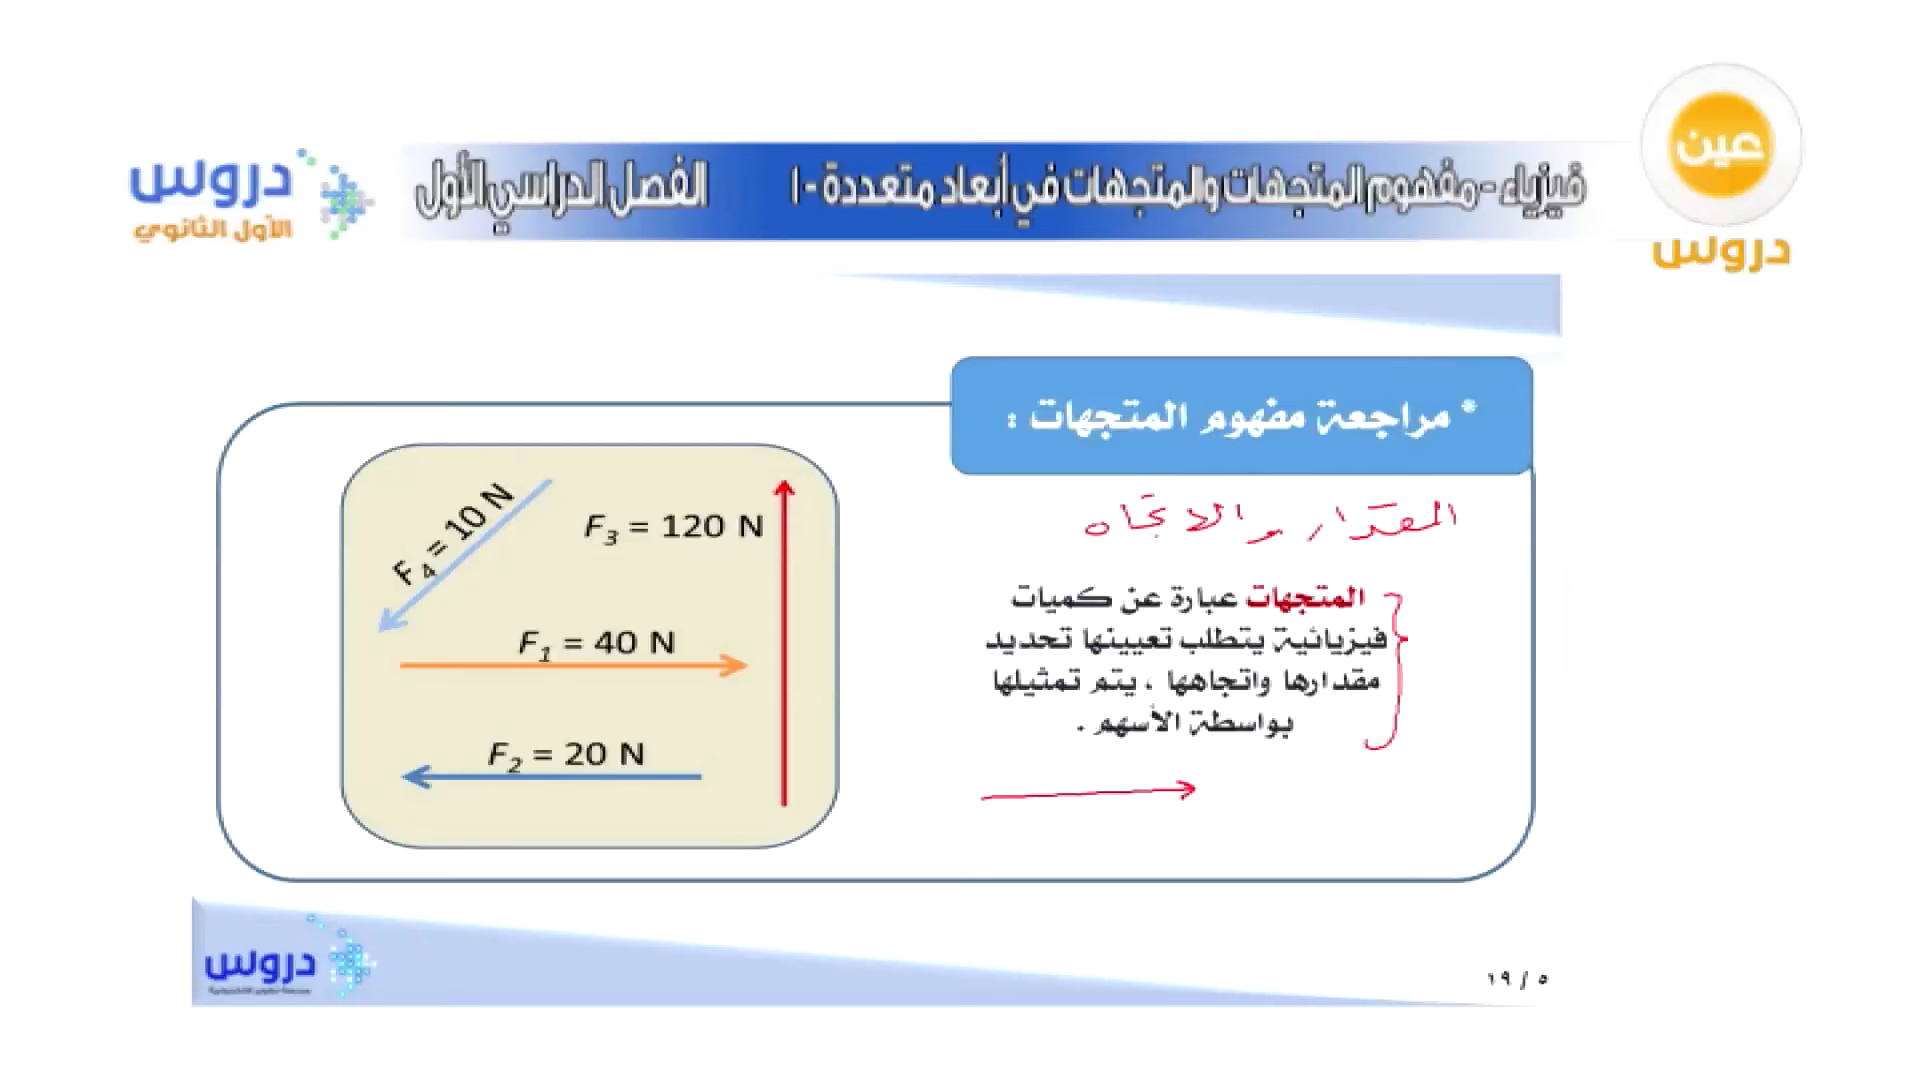 عين
دروس
فيزياء - مفهوم المتجهات والمتجهات في أبعاد متعددة - ١
الفصل الدراسي الأول
دروس
الأول الثانوي
* مراجعة مفهوم المتجهات :
المقدار والاتجاه
المتجهات عبارة عن كميات
فيزيائية يتطلب تعيينها تحديد
مقدارها واتجاهها ، يتم تمثيلها
بواسطة الأسهم .
F4 = 10 N
F3 = 120 N
F1 = 40 N
F2 = 20 N
دروس
١٩ / ٥